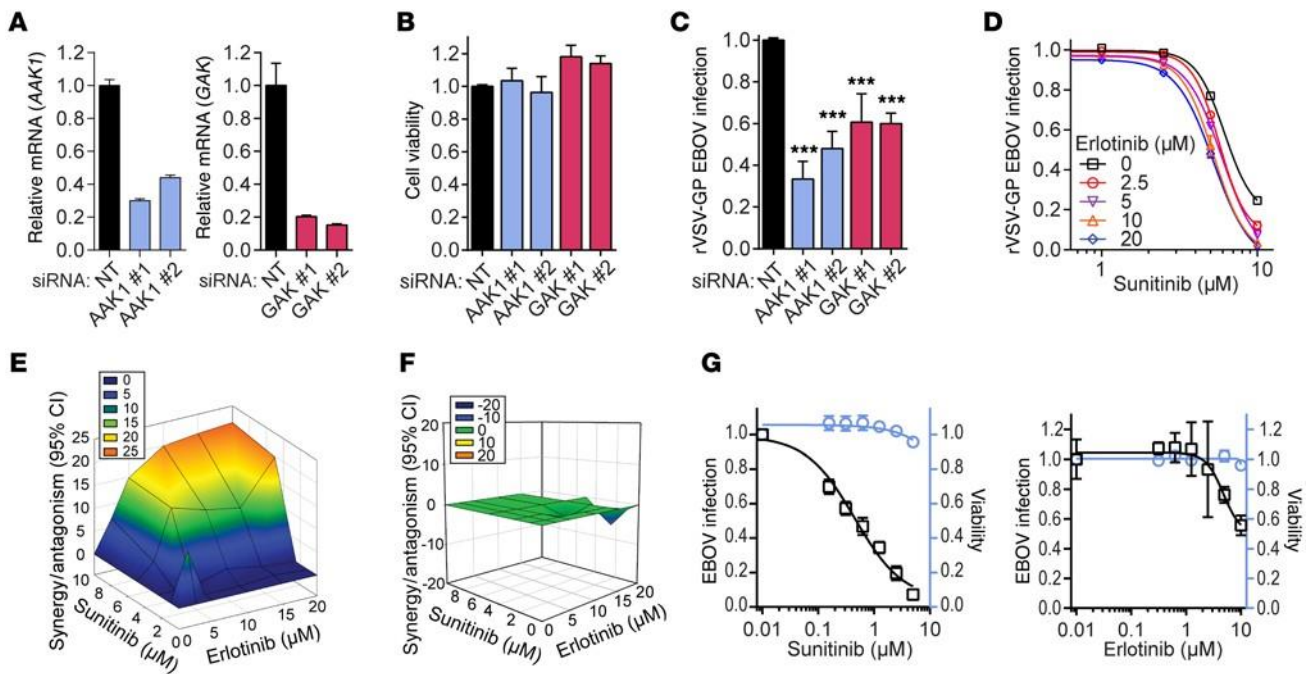 A
Relative mRNA (AAK1)
1.2
1.0
0.8
0.6
0.4
0.2
0.0
siRNA:
NT
AAK1 #1
AAK1 #2
Relative mRNA (GAK)
1.2
1.0
0.8
0.6
0.4
0.2
0.0
siRNA:
NT
GAK #1
GAK #2
B
Cell viability
1.2
1.0
0.8
0.6
0.4
0.2
0.0
siRNA:
NT
AAK1 #1
AAK1 #2
GAK #1
GAK #2
C
rVSV-GP EBOV infection
1.0
0.8
0.6
0.4
0.2
0.0
***
***
***
***
siRNA:
NT
AAK1 #1
AAK1 #2
GAK #1
GAK #2
D
rVSV-GP EBOV infection
1.0
0.8
0.6
0.4
0.2
0.0
Erlotinib (µM)
0
2.5
5
10
20
1
10
Sunitinib (µM)
E
Synergy/antagonism (95% CI)
0
5
10
15
20
25
25
20
15
10
5
0
10
8
6
4
2
0
Sunitinib (µM)
0
5
10
15
20
Erlotinib (µM)
F
Synergy/antagonism (95% CI)
-20
-10
0
10
20
20
10
0
-10
-20
8
6
4
2
0
Sunitinib (µM)
0
5
10
15
20
Erlotinib (µM)
G
EBOV infection
1.0
0.8
0.6
0.4
0.2
0.0
0.01
0.1
1
10
Sunitinib (µM)
1.0
0.8
0.6
0.4
0.2
0.0
Viability
EBOV infection
1.2
1.0
0.8
0.6
0.4
1.2
0.0
0.01
0.1
1
10
Erlotinib (µM)
1.2
1.0
0.8
0.6
0.4
0.2
0
Viability